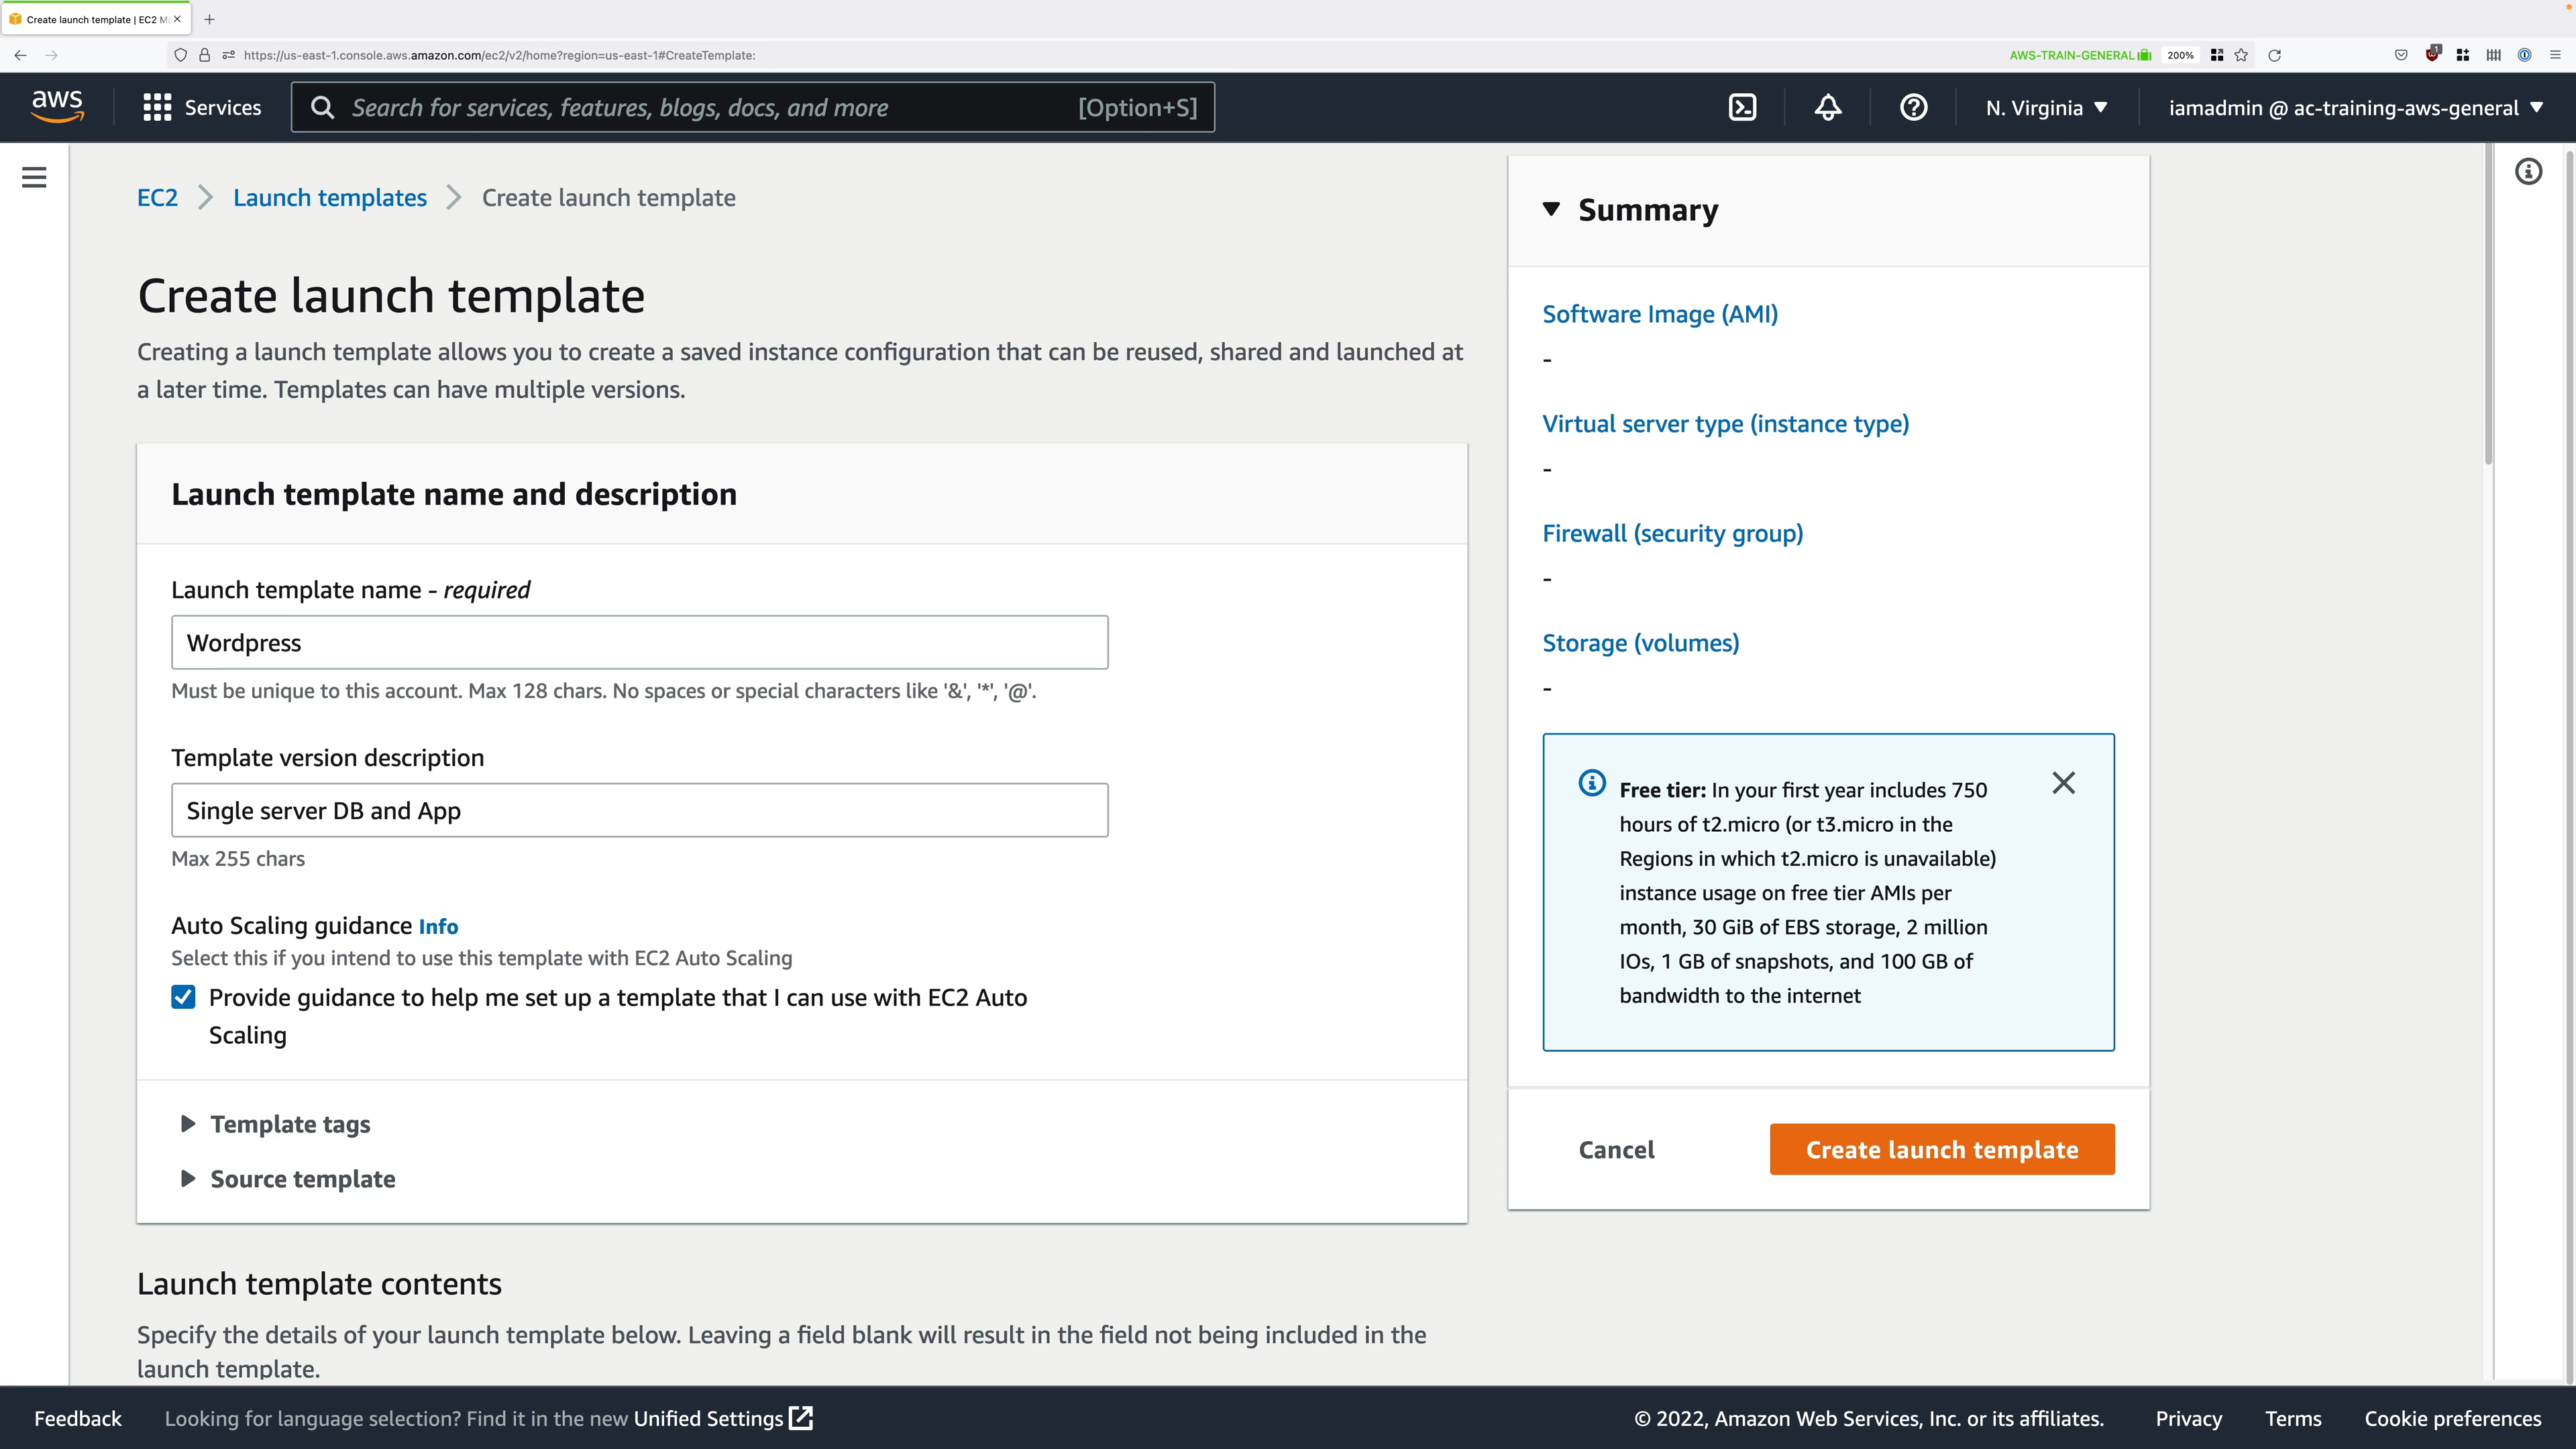 Create launch template | EC2 M
https://us-east-1.console.aws.amazon.com/ec2/v2/home?region=us-east-1#CreateTemplate:
AWS-TRAIN-GENERAL
200%
1
aws
Services
Search for services, features, blogs, docs, and more
[Option+S]
N. Virginia
iamadmin @ ac-training-aws-general
EC2
Launch templates
Create launch template
Create launch template
Creating a launch template allows you to create a saved instance configuration that can be reused, shared and launched at
a later time. Templates can have multiple versions.
Launch template name and description
Launch template name - required
Wordpress
Must be unique to this account. Max 128 chars. No spaces or special characters like '&', '*', '@'.
Template version description
Single server DB and App
Max 255 chars
Auto Scaling guidance Info
Select this if you intend to use this template with EC2 Auto Scaling
Provide guidance to help me set up a template that I can use with EC2 Auto
Scaling
Template tags
Source template
Launch template contents
Specify the details of your launch template below. Leaving a field blank will result in the field not being included in the
launch template.
Summary
Software Image (AMI)
-
Virtual server type (instance type)
-
Firewall (security group)
-
Storage (volumes)
-
Free tier: In your first year includes 750
hours of t2.micro (or t3.micro in the
Regions in which t2.micro is unavailable)
instance usage on free tier AMIs per
month, 30 GiB of EBS storage, 2 million
IOs, 1 GB of snapshots, and 100 GB of
bandwidth to the internet
Cancel
Create launch template
Feedback
Looking for language selection? Find it in the new Unified Settings
© 2022, Amazon Web Services, Inc. or its affiliates.
Privacy
Terms
Cookie preferences